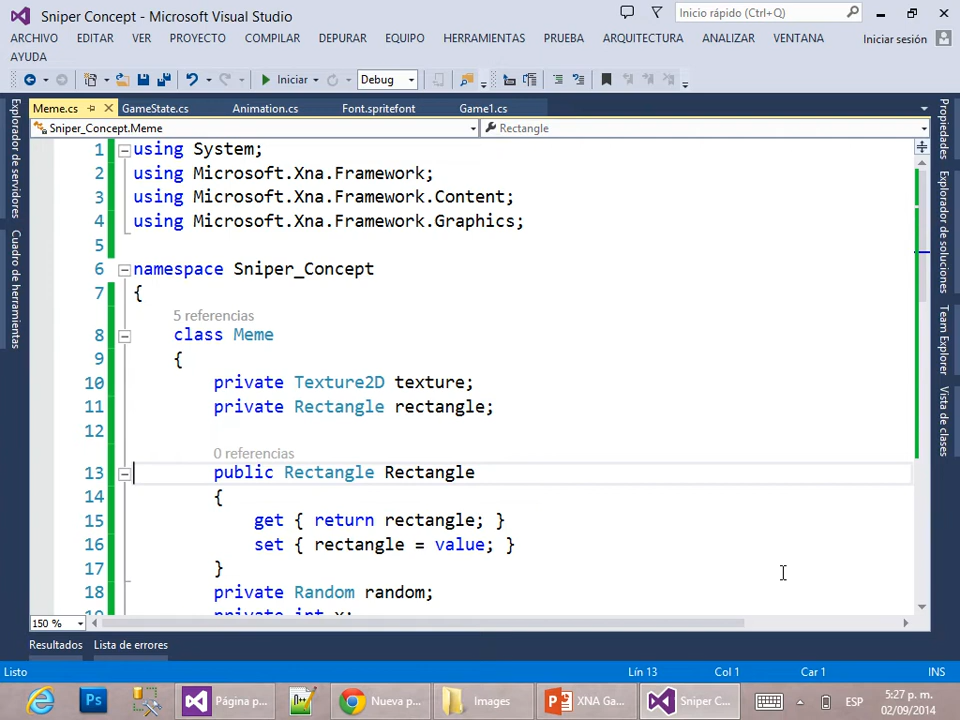 Sniper Concept - Microsoft Visual Studio
Inicio rápido (Ctrl+Q)
ARCHIVO EDITAR VER PROYECTO COMPILAR DEPURAR EQUIPO HERRAMIENTAS PRUEBA ARQUITECTURA ANALIZAR VENTANA Iniciar sesión
AYUDA
Iniciar Debug
Meme.cs GameState.cs Animation.cs Font.spritefont Game1.cs
Sniper_Concept.Meme Rectangle
Explorador de servidores
Cuadro de herramientas
1 using System;
2 using Microsoft.Xna.Framework;
3 using Microsoft.Xna.Framework.Content;
4 using Microsoft.Xna.Framework.Graphics;
5
6 namespace Sniper_Concept
7 {
5 referencias
8 class Meme
9 {
10 private Texture2D texture;
11 private Rectangle rectangle;
12
0 referencias
13 public Rectangle Rectangle
14 {
15 get { return rectangle; }
16 set { rectangle = value; }
17 }
18 private Random random;
19 private int x;
Propiedades
Explorador de soluciones
Team Explorer
Vista de clases
150 %
Resultados Lista de errores
Listo Lín 13 Col 1 Car 1 INS
Ps Página p... Nueva p... Images XNA Ga... Sniper C... ESP 5:27 p. m.
02/09/2014